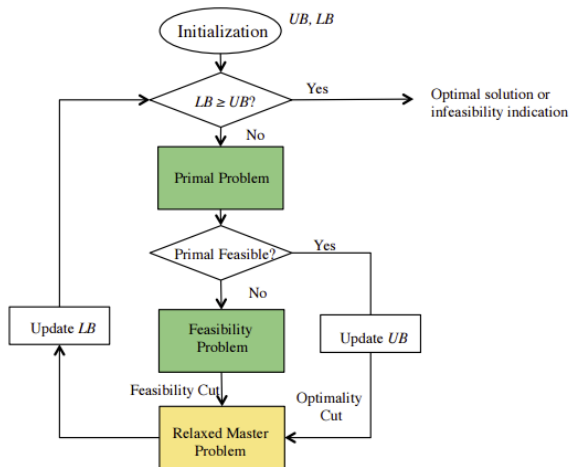 UB, LB
Initialization
LB ≥ UB?
Yes
Optimal solution or
infeasibility indication
No
Primal Problem
Primal Feasible?
Yes
No
Update LB
Feasibility
Problem
Update UB
Feasibility Cut
Optimality
Cut
Relaxed Master
Problem